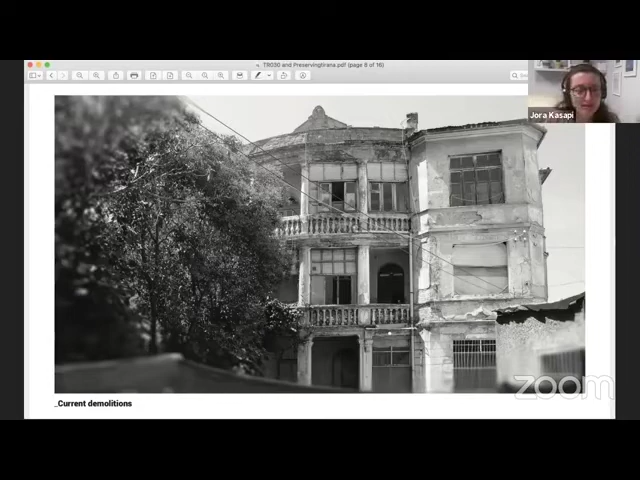 TR030 and PreservingTirana.pdf (page 8 of 16)
Jora Kasapi
_Current demolitions
zoom